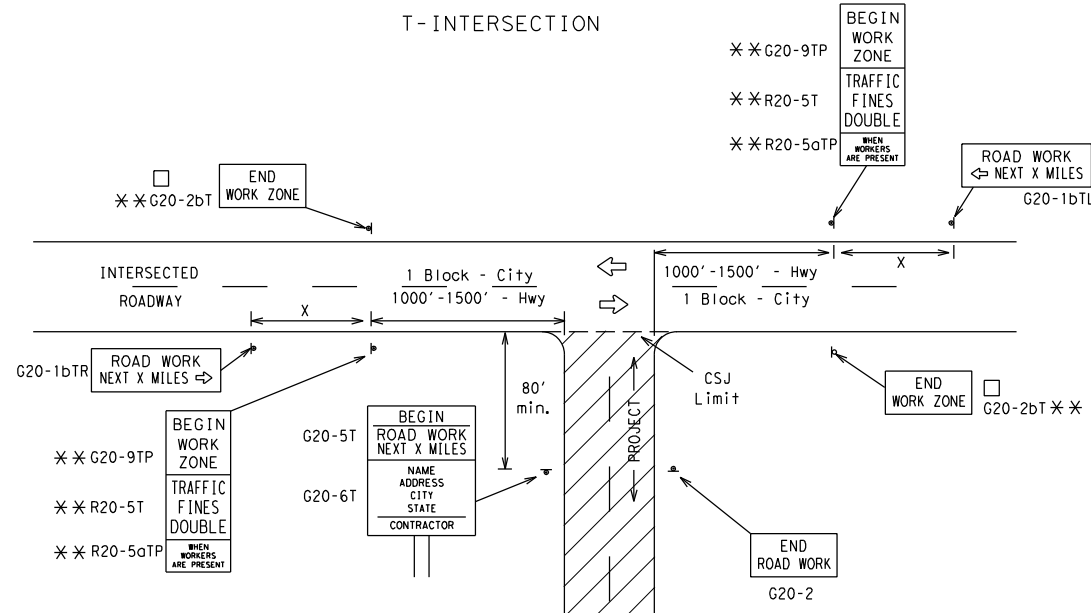 T-INTERSECTION
✱✱G20-9TP
BEGIN
WORK
ZONE
✱✱R20-5T
TRAFFIC
FINES
DOUBLE
✱✱R20-5aTP
WHEN
WORKERS
ARE PRESENT
ROAD WORK
⇦ NEXT X MILES
G20-1bTL
□
✱✱G20-2bT
END
WORK ZONE
INTERSECTED
ROADWAY
1 Block - City
1000'-1500' - Hwy
⇦
⇨
1000'-1500' - Hwy
1 Block - City
X
X
G20-1bTR
ROAD WORK
NEXT X MILES ⇨
80'
min.
CSJ
Limit
PROJECT
END
WORK ZONE
□
G20-2bT✱✱
✱✱G20-9TP
BEGIN
WORK
ZONE
✱✱R20-5T
TRAFFIC
FINES
DOUBLE
✱✱R20-5aTP
WHEN
WORKERS
ARE PRESENT
G20-5T
BEGIN
ROAD WORK
NEXT X MILES
G20-6T
NAME
ADDRESS
CITY
STATE
CONTRACTOR
END
ROAD WORK
G20-2